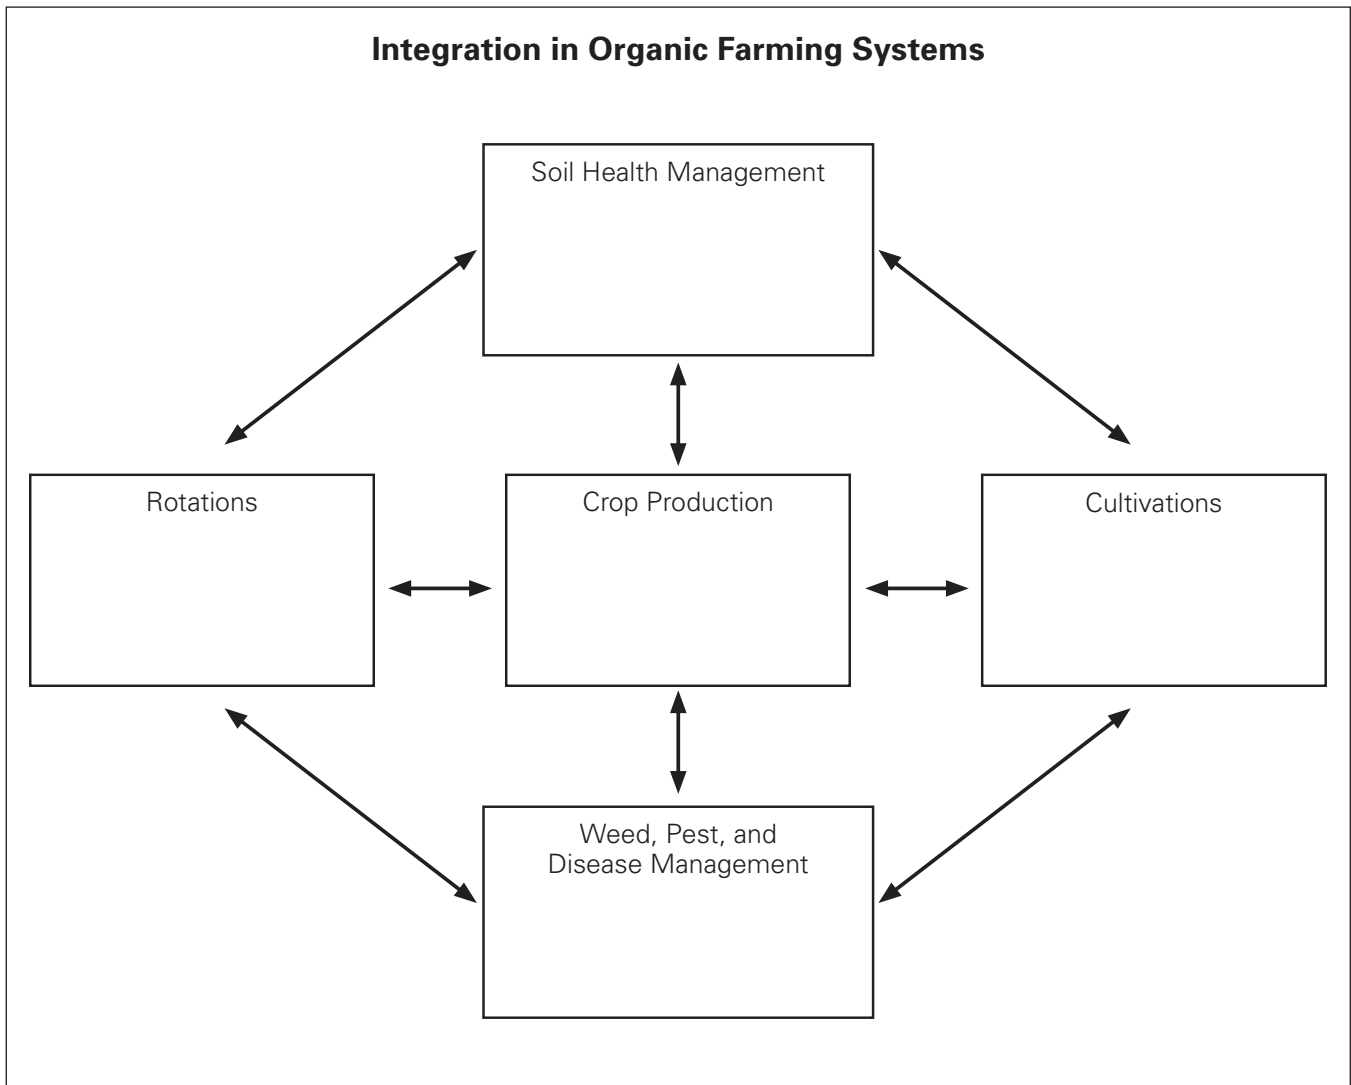 Integration in Organic Farming Systems
Soil Health Management
Rotations
Crop Production
Cultivations
Weed, Pest, and
Disease Management